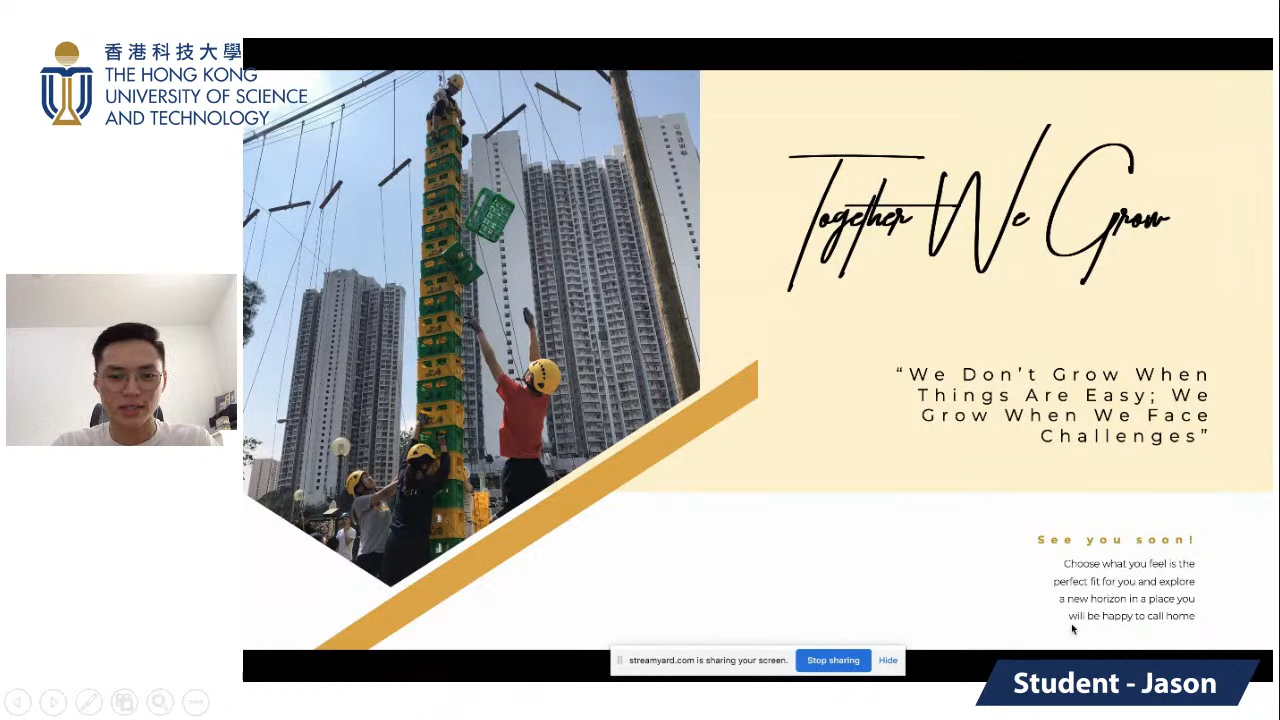 香港科技大學
THE HONG KONG
UNIVERSITY OF SCIENCE
AND TECHNOLOGY
Together We Grow
“We Don’t Grow When
Things Are Easy; We
Grow When We Face
Challenges”
See you soon!
Choose what you feel is the
perfect fit for you and explore
a new horizon in a place you
will be happy to call home
streamyard.com is sharing your screen.
Stop sharing
Hide
Student - Jason